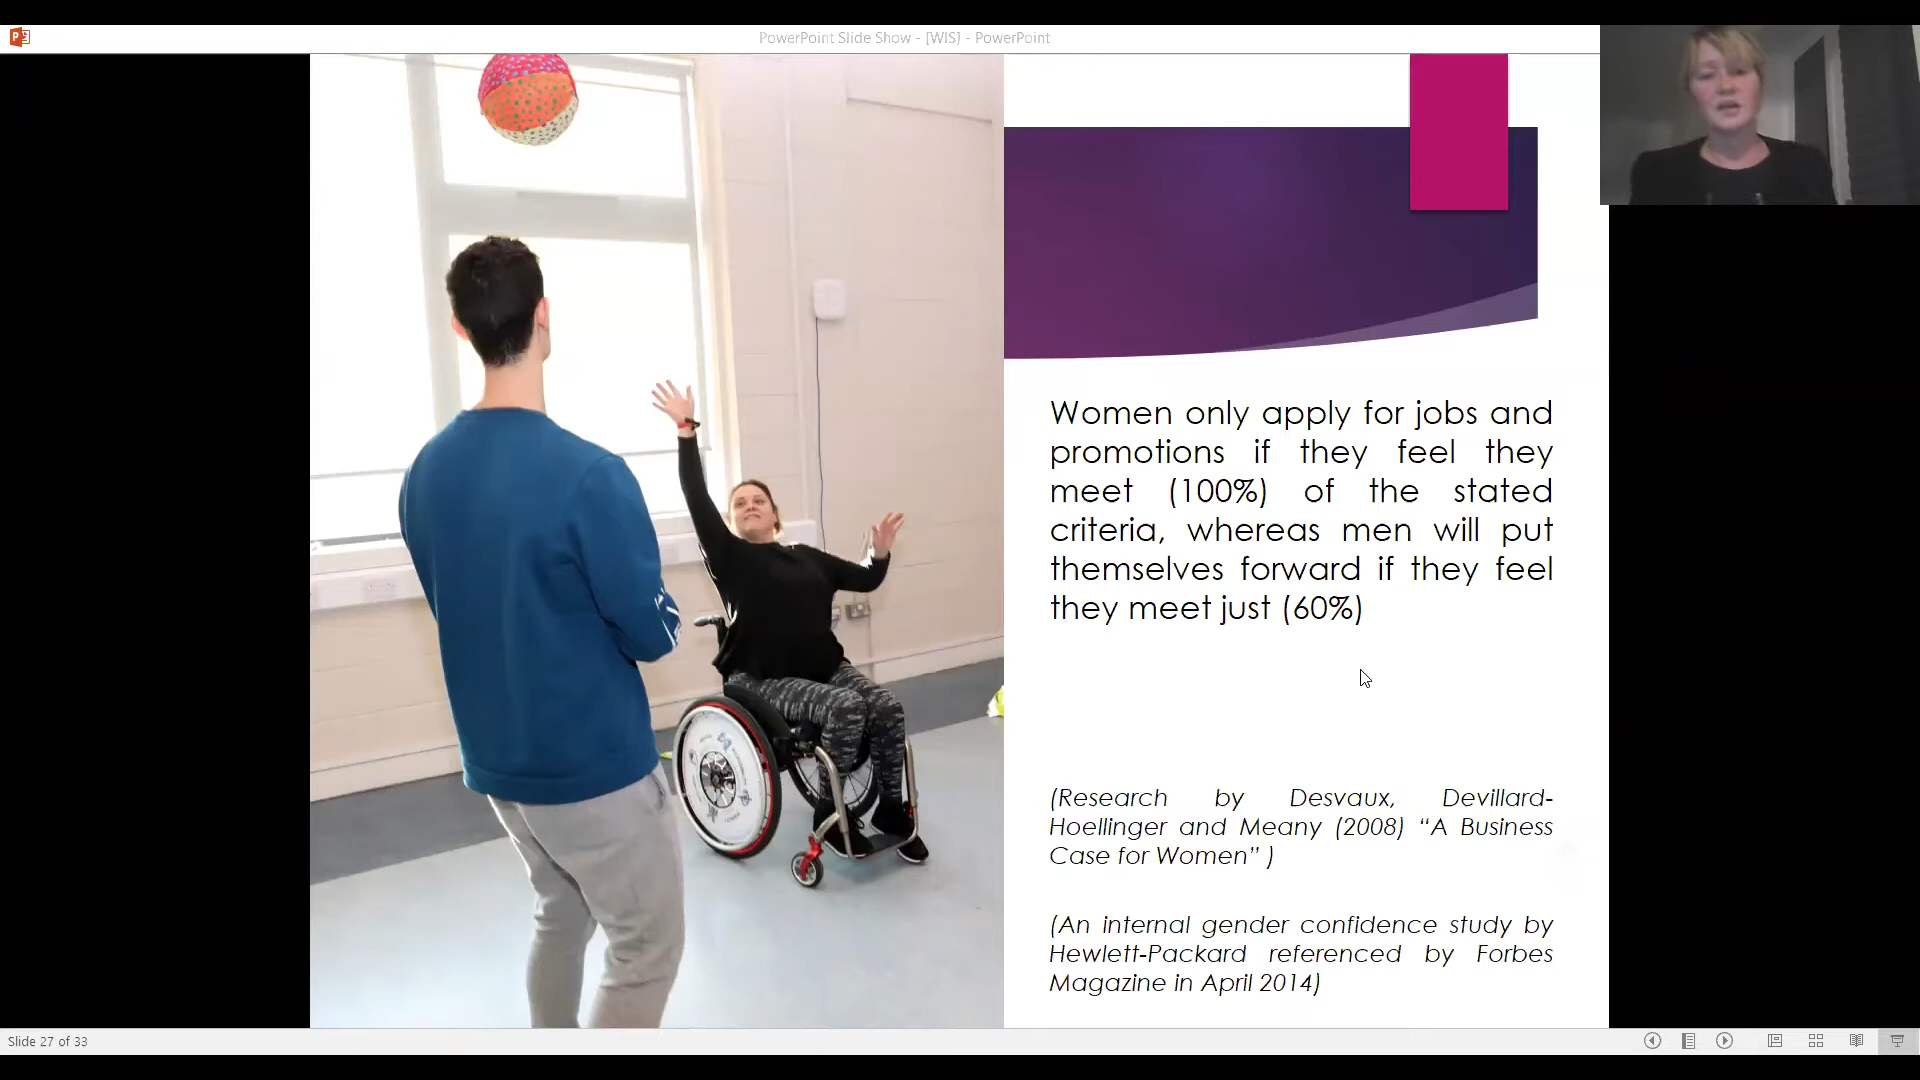 PowerPoint Slide Show - [WIS] - PowerPoint
Women only apply for jobs and
promotions if they feel they
meet (100%) of the stated
criteria, whereas men will put
themselves forward if they feel
they meet just (60%)
(Research by Desvaux, Devillard-
Hoellinger and Meany (2008) “A Business
Case for Women” )
(An internal gender confidence study by
Hewlett-Packard referenced by Forbes
Magazine in April 2014)
Slide 27 of 33